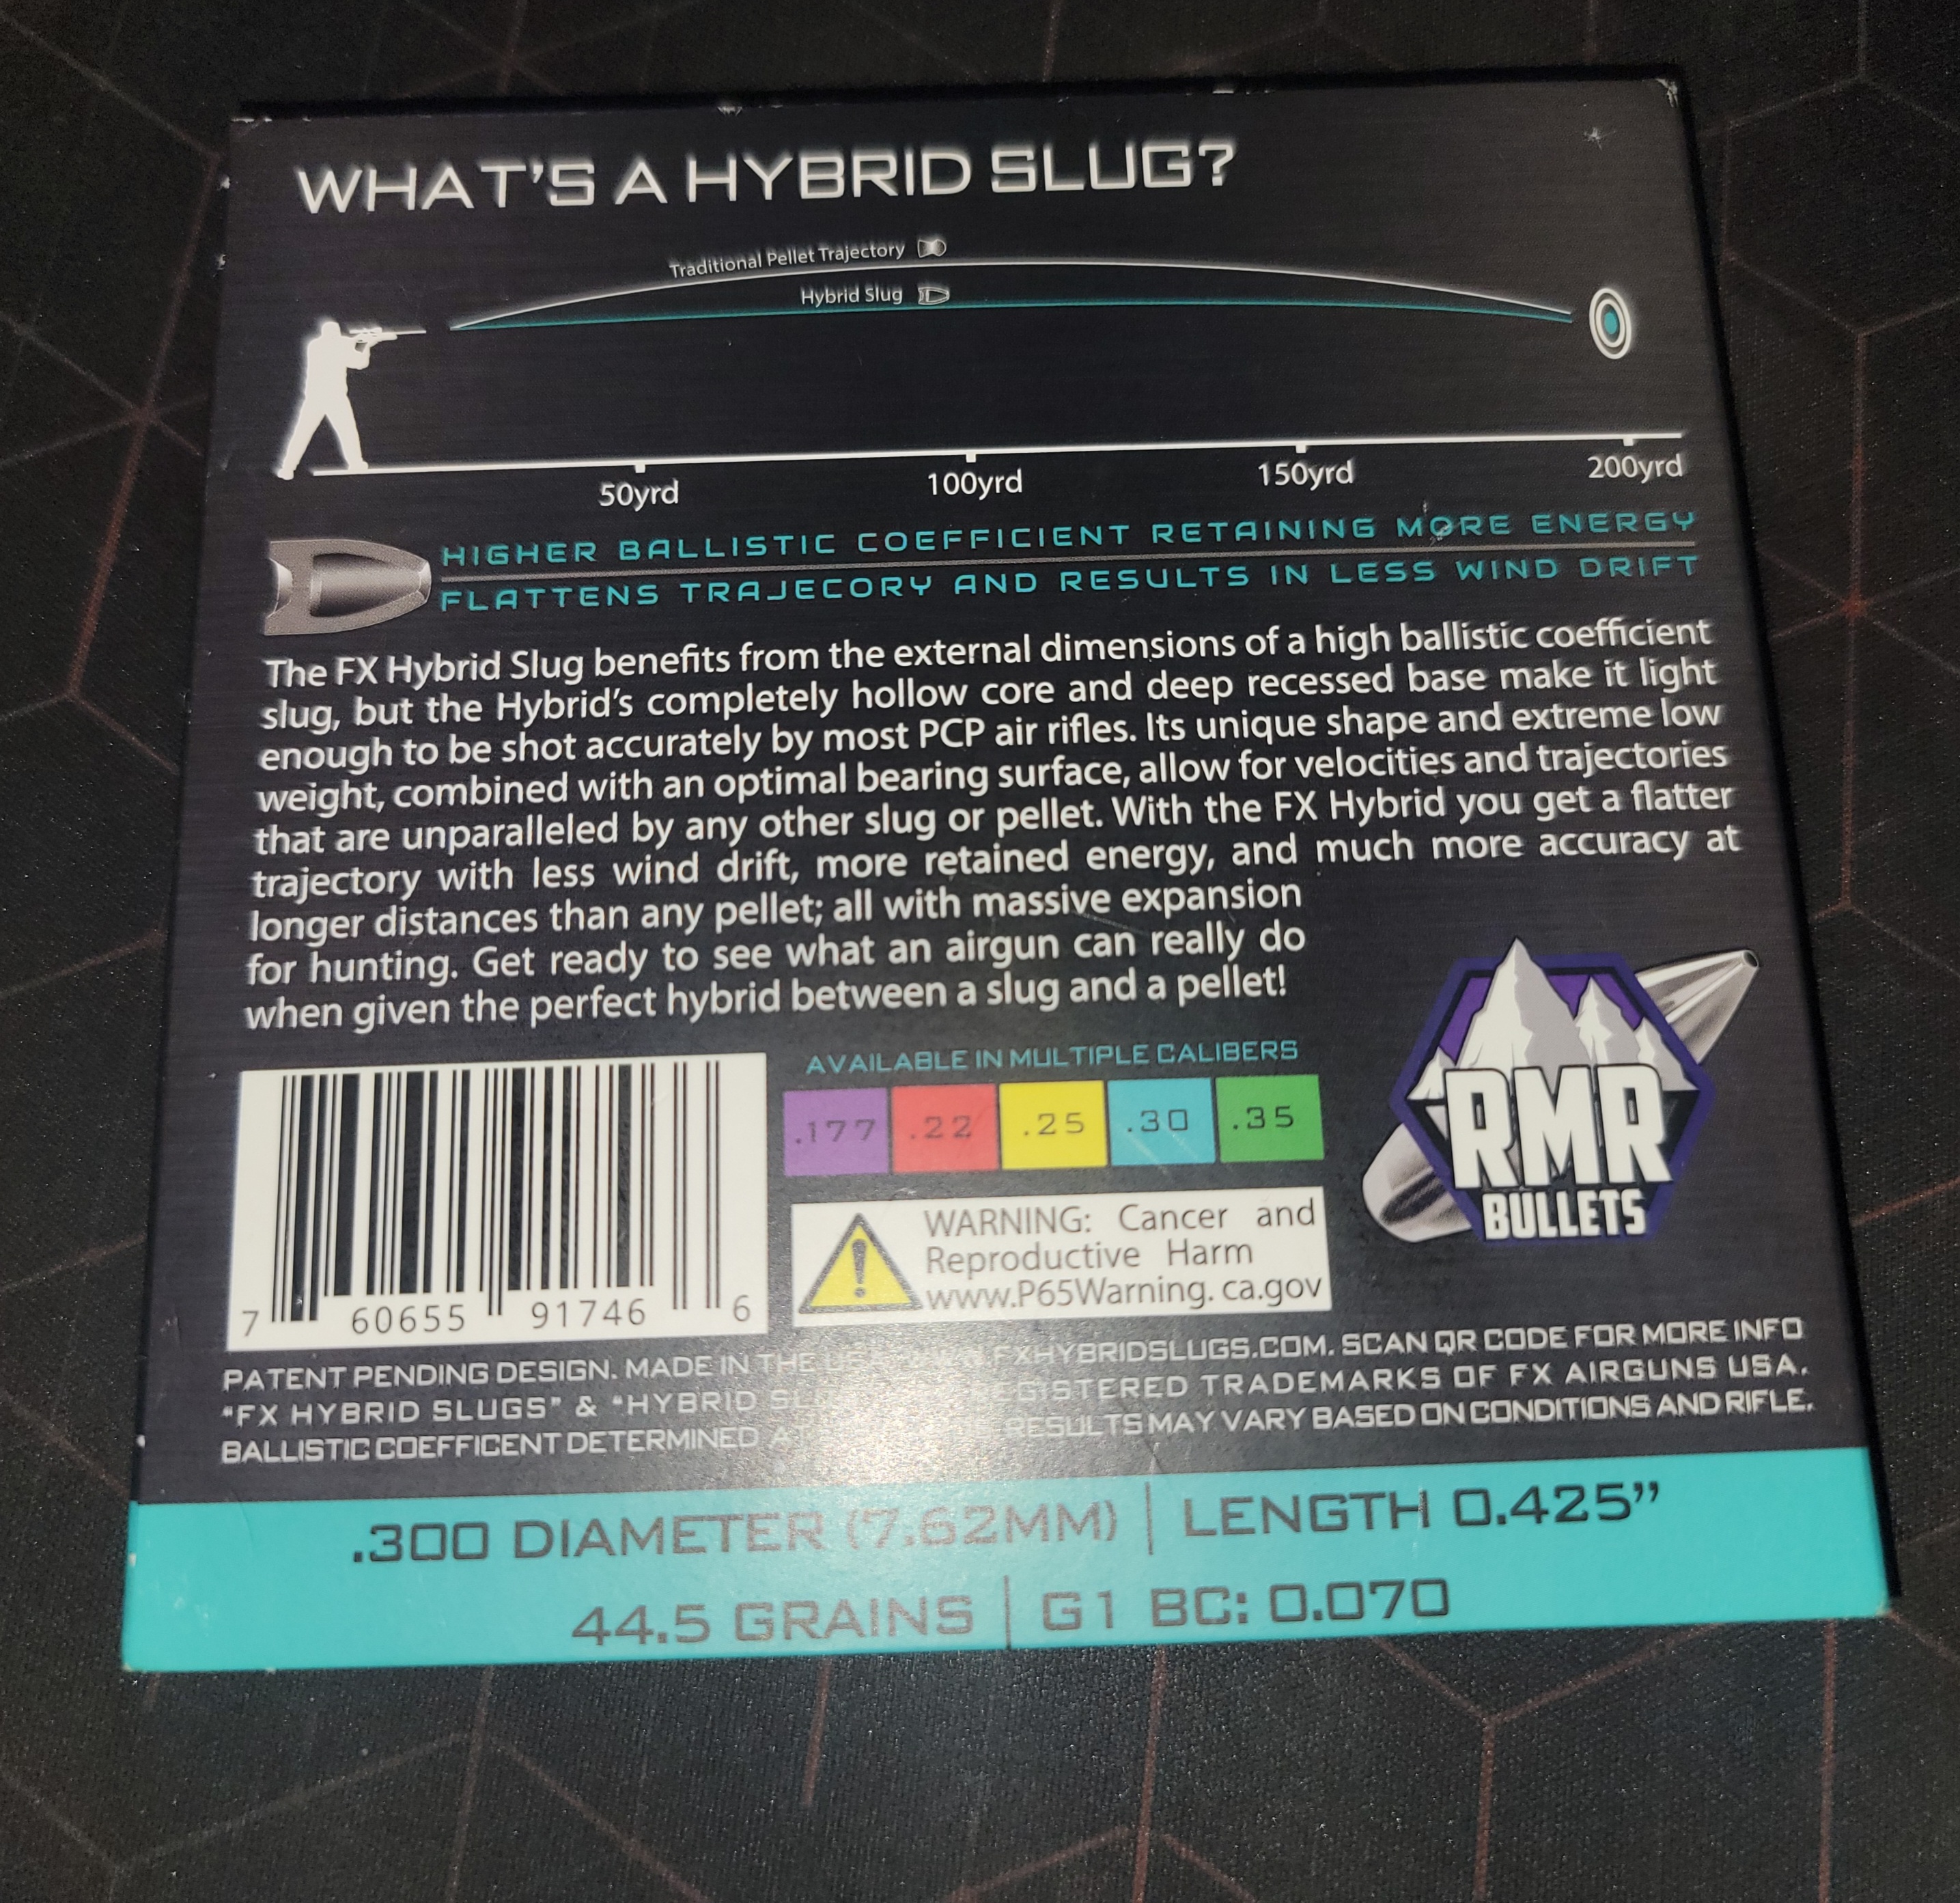 WHAT'S A HYBRID SLUG?
Traditional Pellet Trajectory
Hybrid Slug
50yrd 100yrd 150yrd 200yrd
HIGHER BALLISTIC COEFFICIENT RETAINING MORE ENERGY
FLATTENS TRAJECORY AND RESULTS IN LESS WIND DRIFT
The FX Hybrid Slug benefits from the external dimensions of a high ballistic coefficient
slug, but the Hybrid's completely hollow core and deep recessed base make it light
enough to be shot accurately by most PCP air rifles. Its unique shape and extreme low
weight, combined with an optimal bearing surface, allow for velocities and trajectories
that are unparalleled by any other slug or pellet. With the FX Hybrid you get a flatter
trajectory with less wind drift, more retained energy, and much more accuracy at
longer distances than any pellet; all with massive expansion
for hunting. Get ready to see what an airgun can really do
when given the perfect hybrid between a slug and a pellet!
AVAILABLE IN MULTIPLE CALIBERS
.177 .22 .25 .30 .35
RMR
BULLETS
WARNING: Cancer and
Reproductive Harm
www.P65Warning. ca.gov
7 60655 91746 6
PATENT PENDING DESIGN. MADE IN THE FXHYBRIDSLUGS.COM. SCAN QR CODE FOR MORE INFO
"FX HYBRID SLUGS" & "HYBRID REGISTERED TRADEMARKS OF FX AIRGUNS USA.
BALLISTIC COEFFICENT DETERMINED AT RESULTS MAY VARY BASED ON CONDITIONS AND RIFLE.
.300 DIAMETER (7.62MM) | LENGTH 0.425"
44.5 GRAINS | G1 BC: 0.070